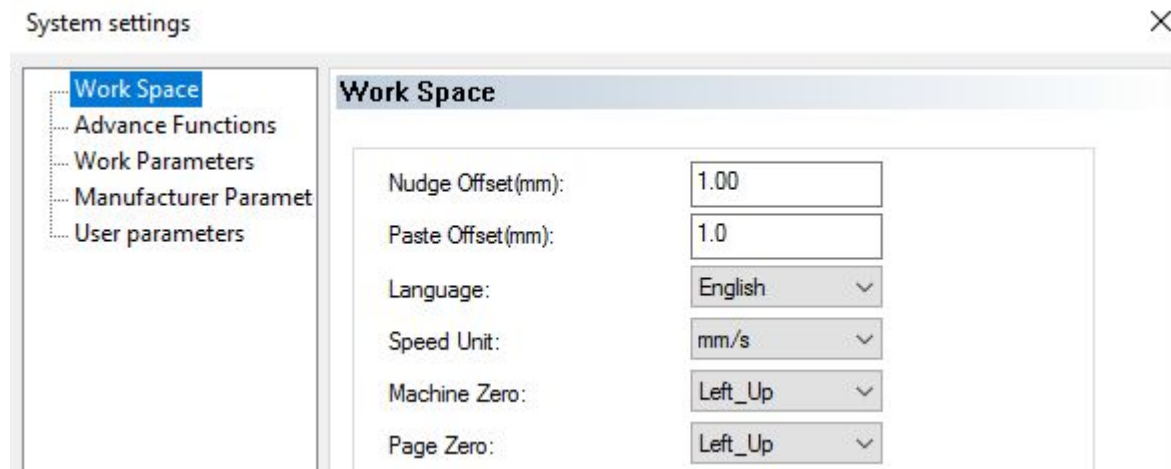 System settings
Work Space
Advance Functions
Work Parameters
Manufacturer Paramet
User parameters
Work Space
Nudge Offset(mm): 1.00
Paste Offset(mm): 1.0
Language: English
Speed Unit: mm/s
Machine Zero: Left_Up
Page Zero: Left_Up